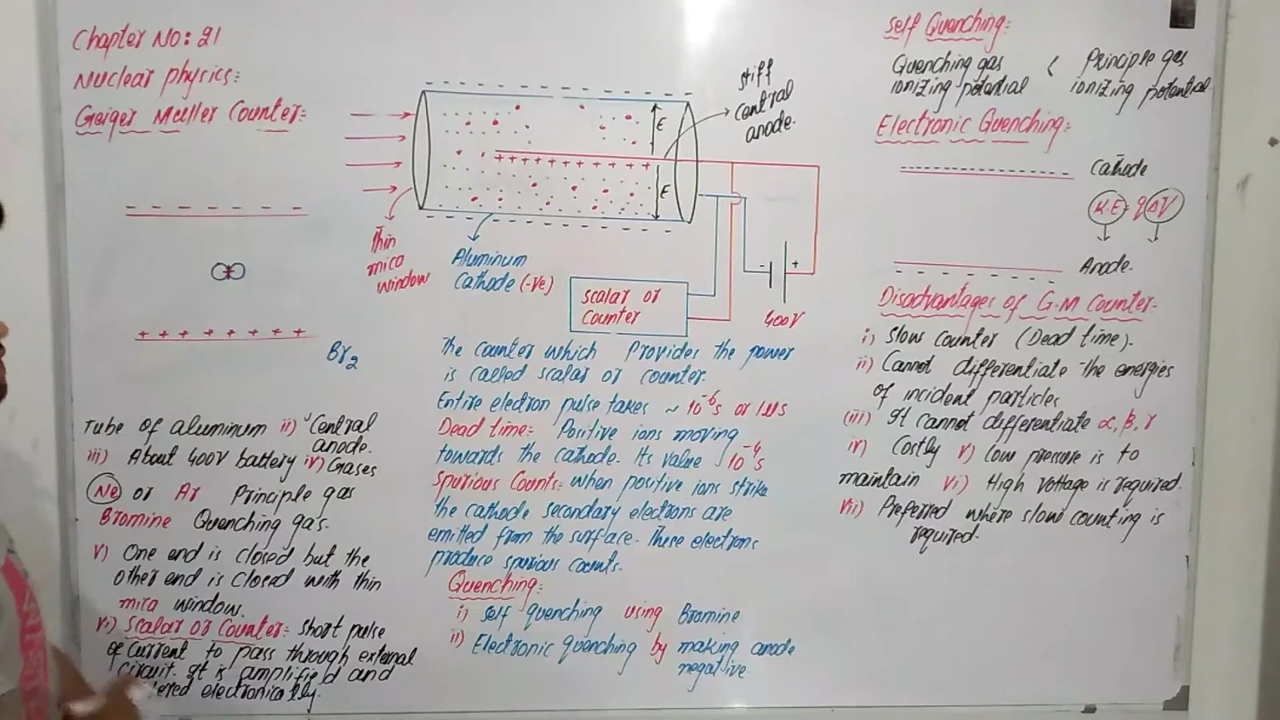 Chapter No: 21
Nuclear physics:
Geiger Muller Counter:
- - - - - - - -
+ + + + + + + +
Br₂
Tube of aluminum ii) Central
anode.
iii) About 400V battery iv) Gases
Ne or Ar Principle gas
Bromine Quenching gas.
v) One end is closed but the
other end is closed with thin
mica window.
vi) Scalar or Counter: Short pulse
of current to pass through external
circuit. It is amplified and
electronically.
E
E
+ + + + + + + + + + + +
stiff
central
anode.
Thin
mica
window
Aluminum
Cathode (-ve)
Scalar or
Counter
- +
400V
The counter which Provides the power
is called scalar or counter.
Entire electron pulse takes ~ 10⁻⁶s or 1μs
Dead time: Positive ions moving
towards the cathode. Its value 10⁻⁴s
Spurious Counts: when positive ions strike
the cathode secondary electrons are
emitted from the surface. These electrons
produce spurious counts.
Quenching:
i) self quenching using Bromine
ii) Electronic quenching by making anode
negative.
Self Quenching:
Quenching gas < Principle gas
ionizing potential ionizing potential
Electronic Quenching:
Cathode
K.E = qΔV
Anode.
Disadvantages of G.M Counter-
i) Slow counter (Dead time).
ii) Cannot differentiate the energies
of incident particles
(iii) It cannot differentiate α, β, γ
iv) Costly v) Low pressure is to
maintain vi) High voltage is required.
vii) Preferred where slow counting is
required.